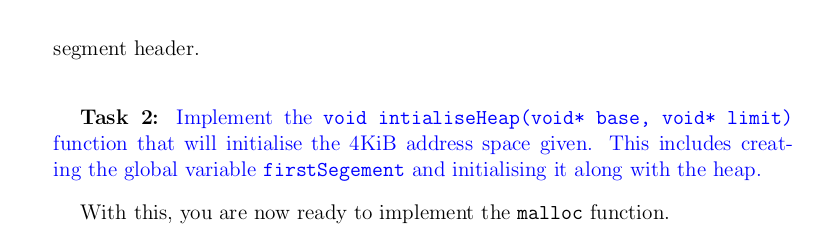 segment header.
Task 2: Implement the void intialiseHeap(void* base, void* limit)
function that will initialise the 4KiB address space given. This includes creat-
ing the global variable firstSegement and initialising it along with the heap.
With this, you are now ready to implement the malloc function.